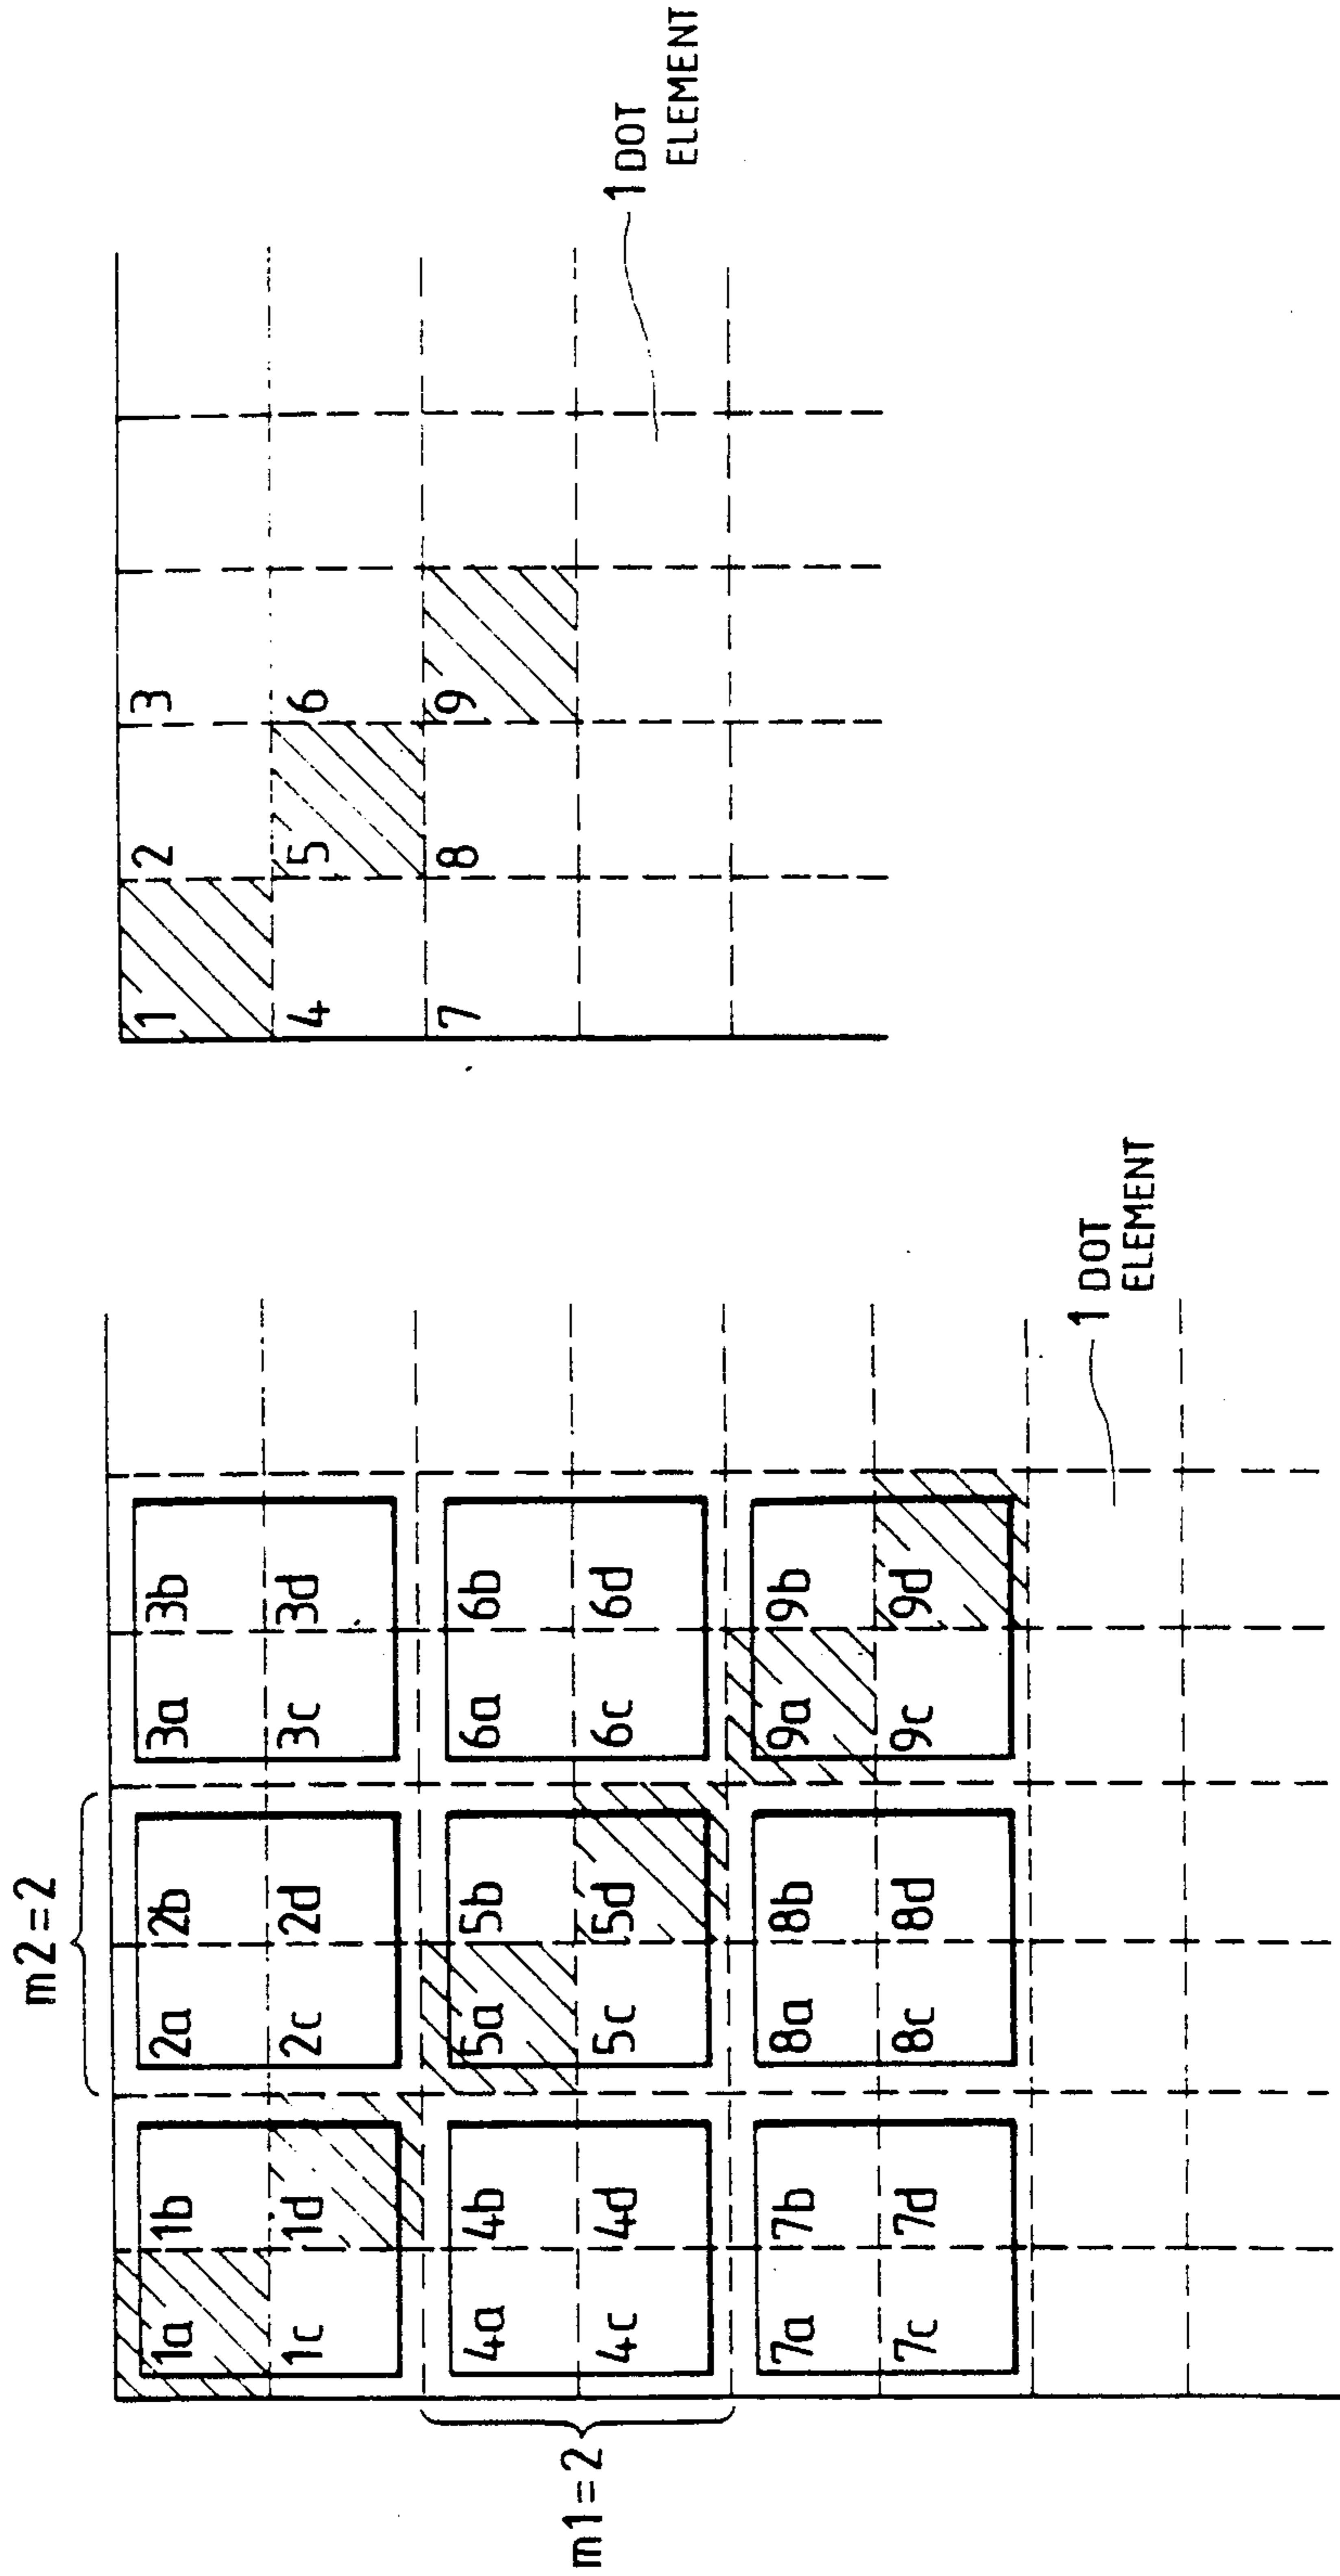 m2=2
1a 1b 2a 2b 3a 3b
1c 1d 2c 2d 3c 3d
m1=2
4a 4b 5a 5b 6a 6b
4c 4d 5c 5d 6c 6d
7a 7b 8a 8b 9a 9b
7c 7d 8c 8d 9c 9d
1 DOT
ELEMENT
1 2 3
4 5 6
7 8 9
1 DOT
ELEMENT